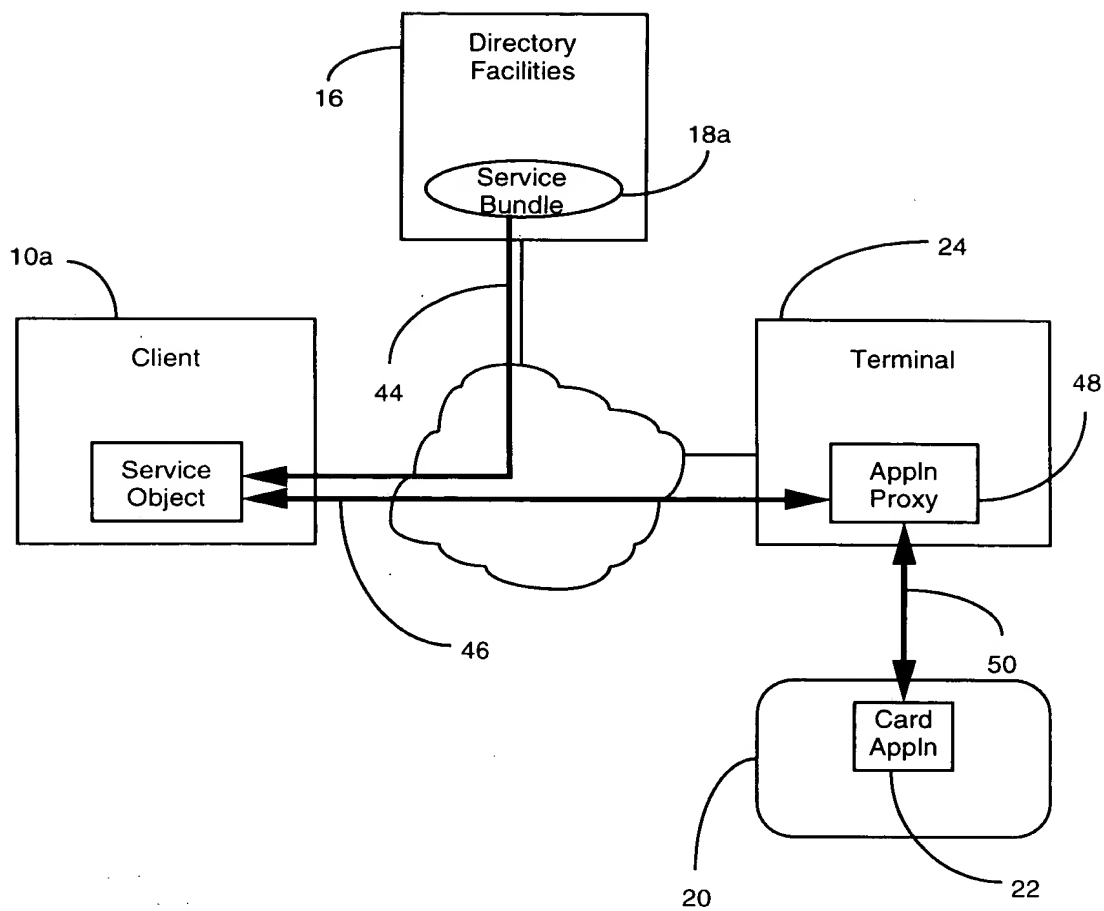 Directory
Facilities
16
18a
Service
Bundle
10a
24
Client
44
Terminal
48
Service
Object
Appln
Proxy
46
50
Card
Appln
20
22